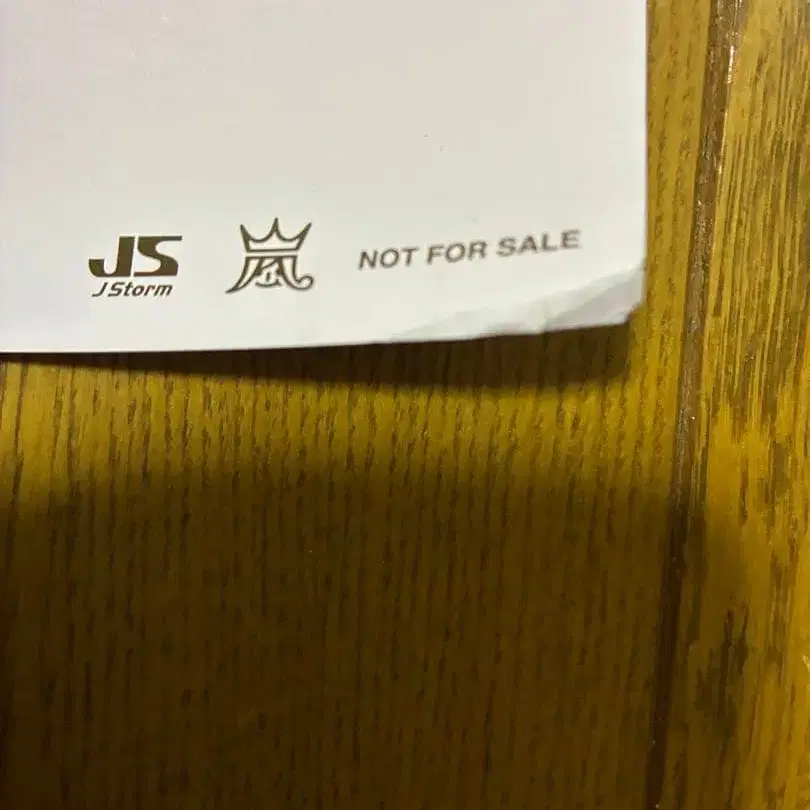 JS
J Storm
嵐
NOT FOR SALE